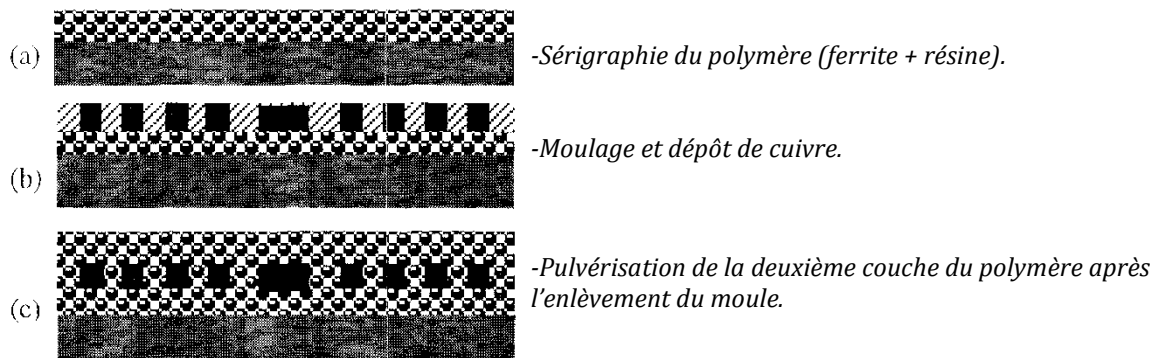 (a)
-Sérigraphie du polymère (ferrite + résine).
-Moulage et dépôt de cuivre.
(b)
-Pulvérisation de la deuxième couche du polymère après
l’enlèvement du moule.
(c)